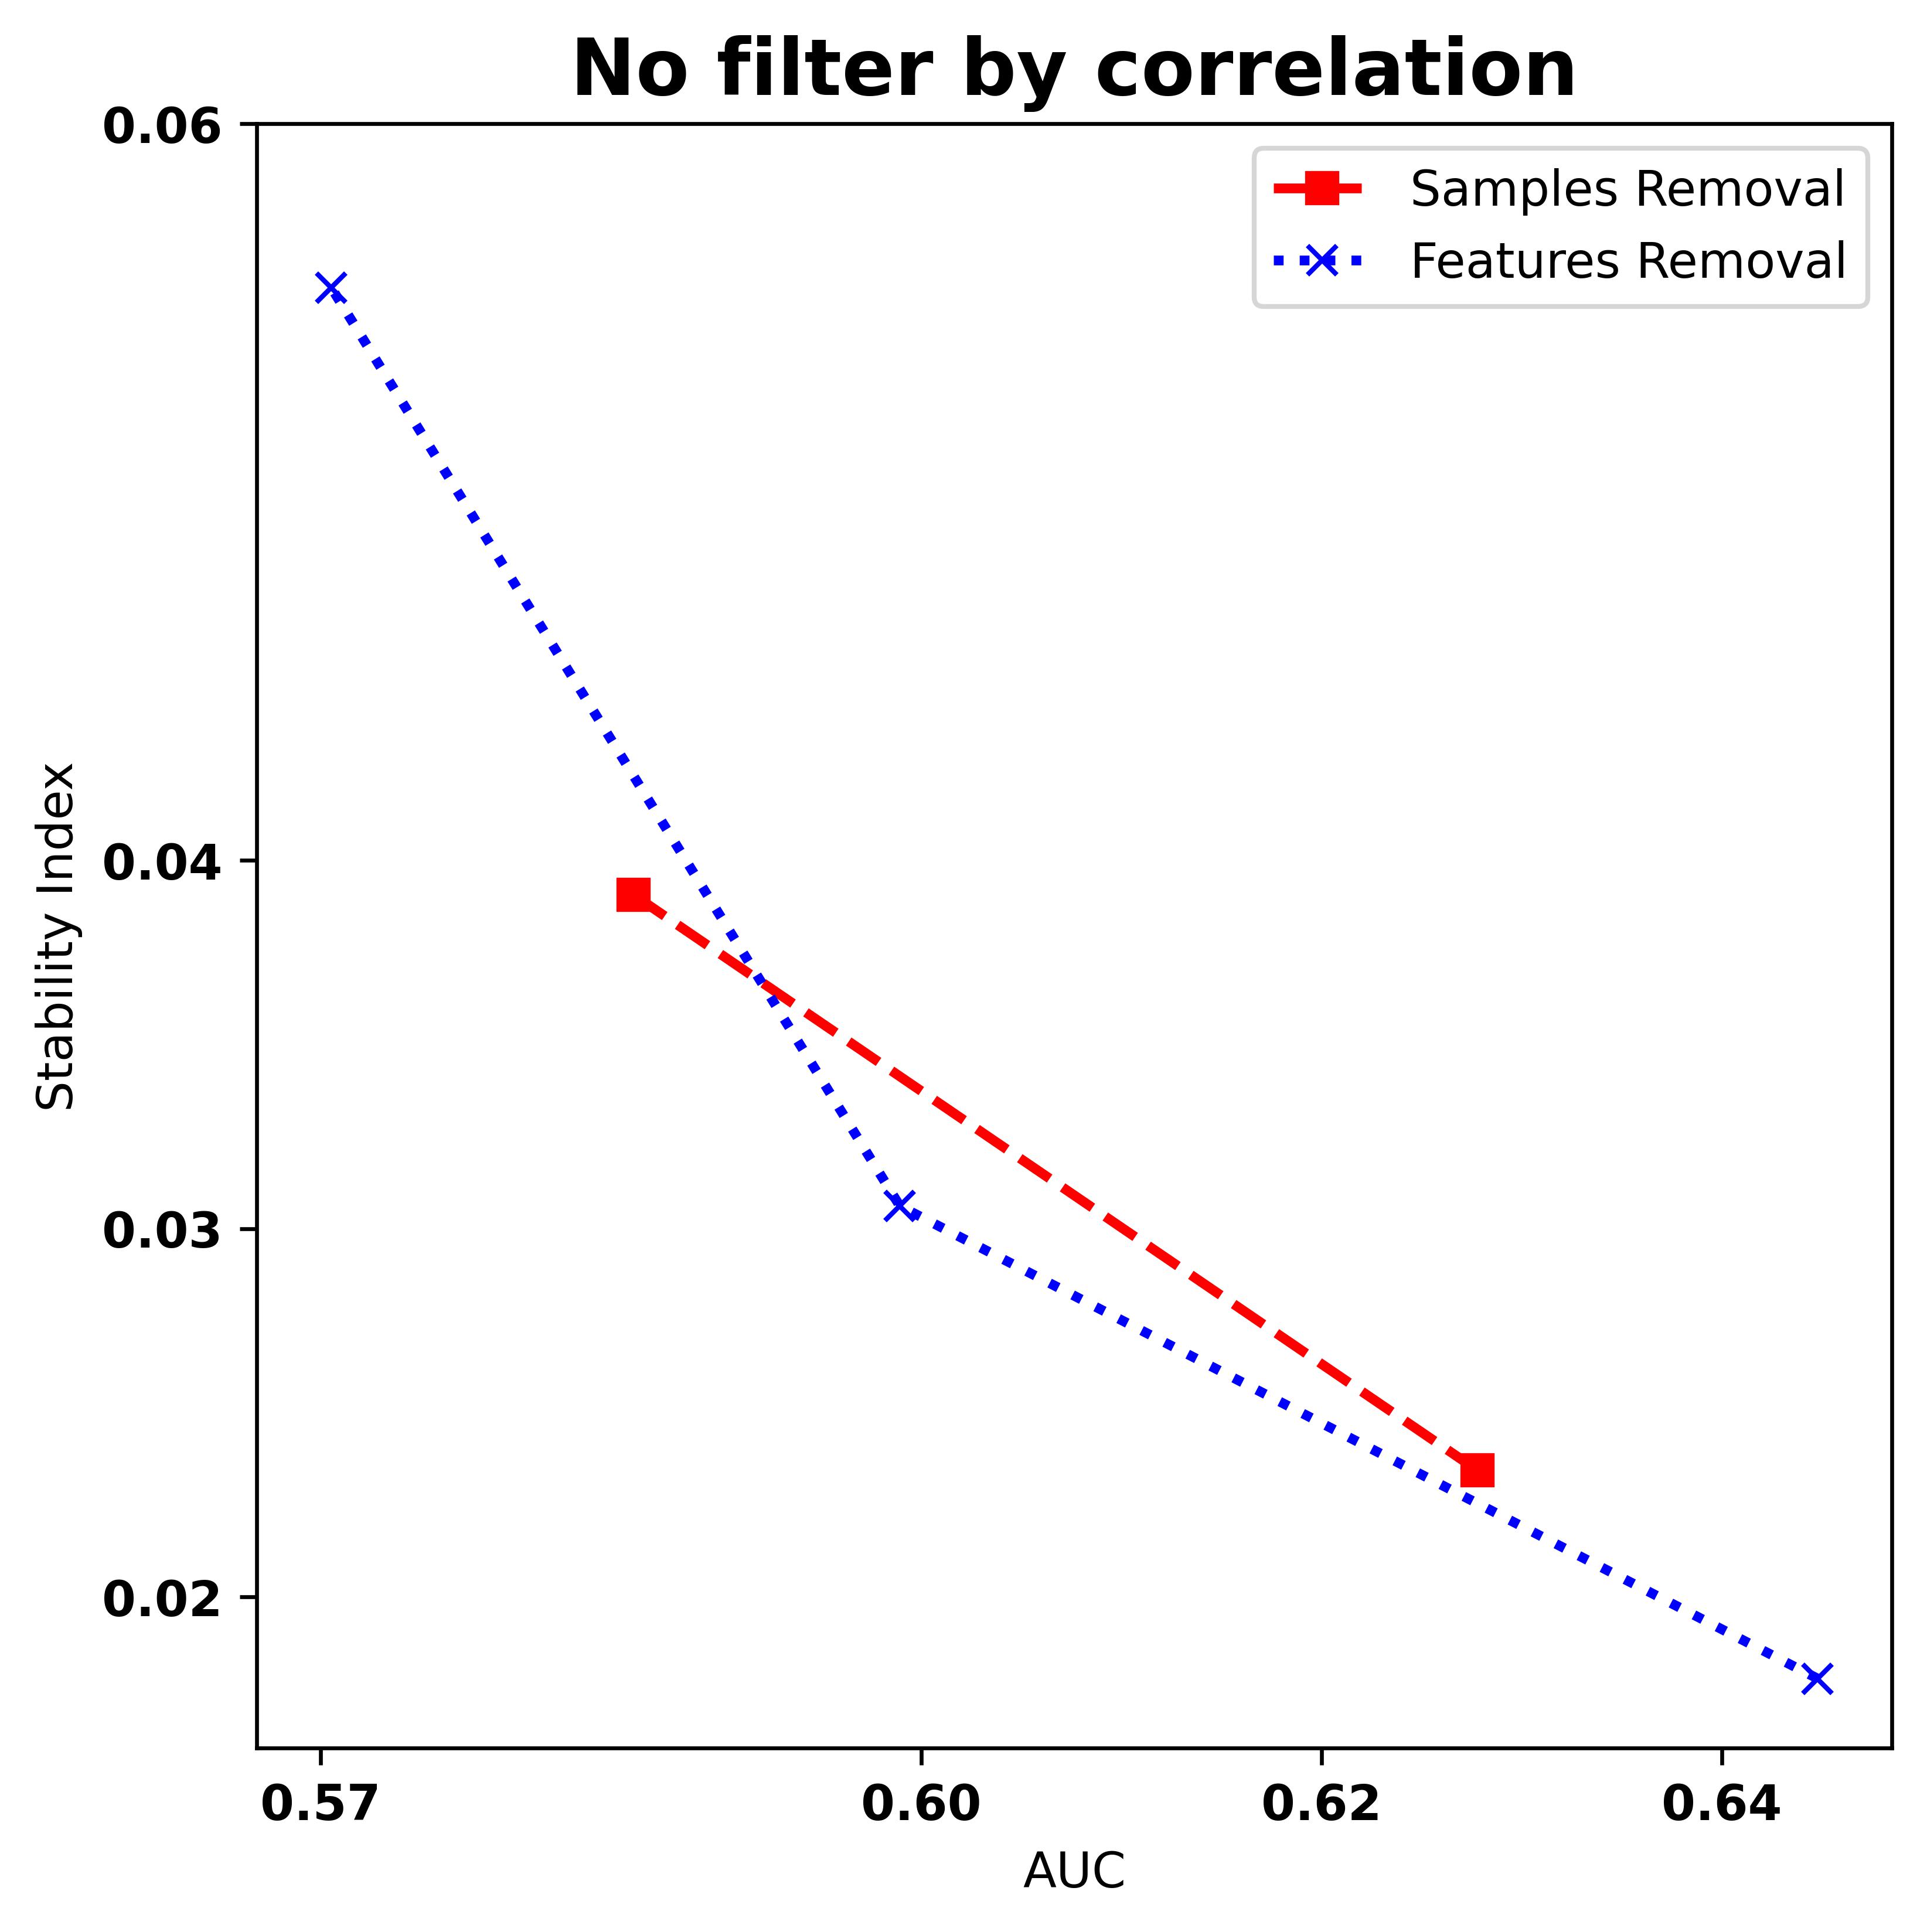 No filter by correlation
Samples Removal
Features Removal
0.06
0.04
0.03
0.02
Stability Index
0.57
0.60
0.62
0.64
AUC